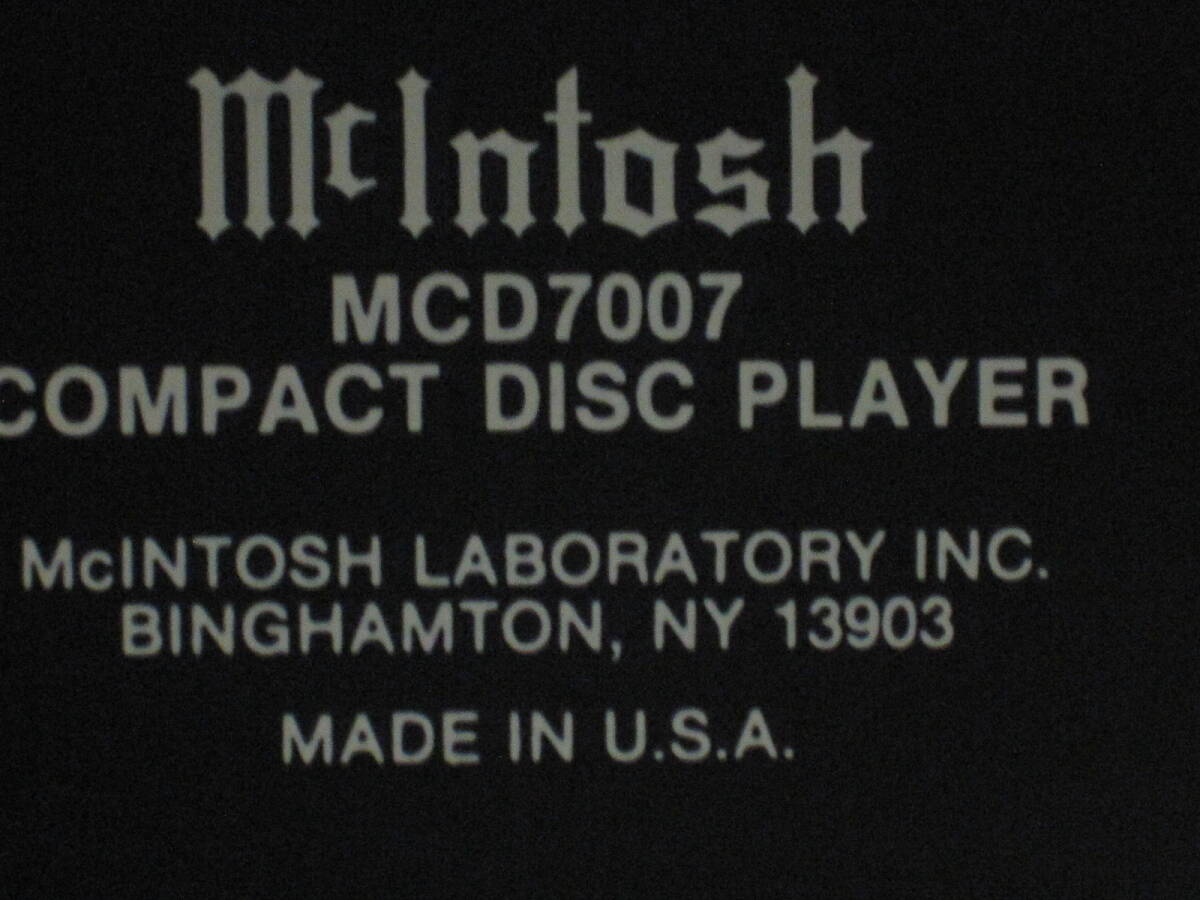 McIntosh
MCD7007
COMPACT DISC PLAYER
McINTOSH LABORATORY INC.
BINGHAMTON, NY 13903
MADE IN U.S.A.